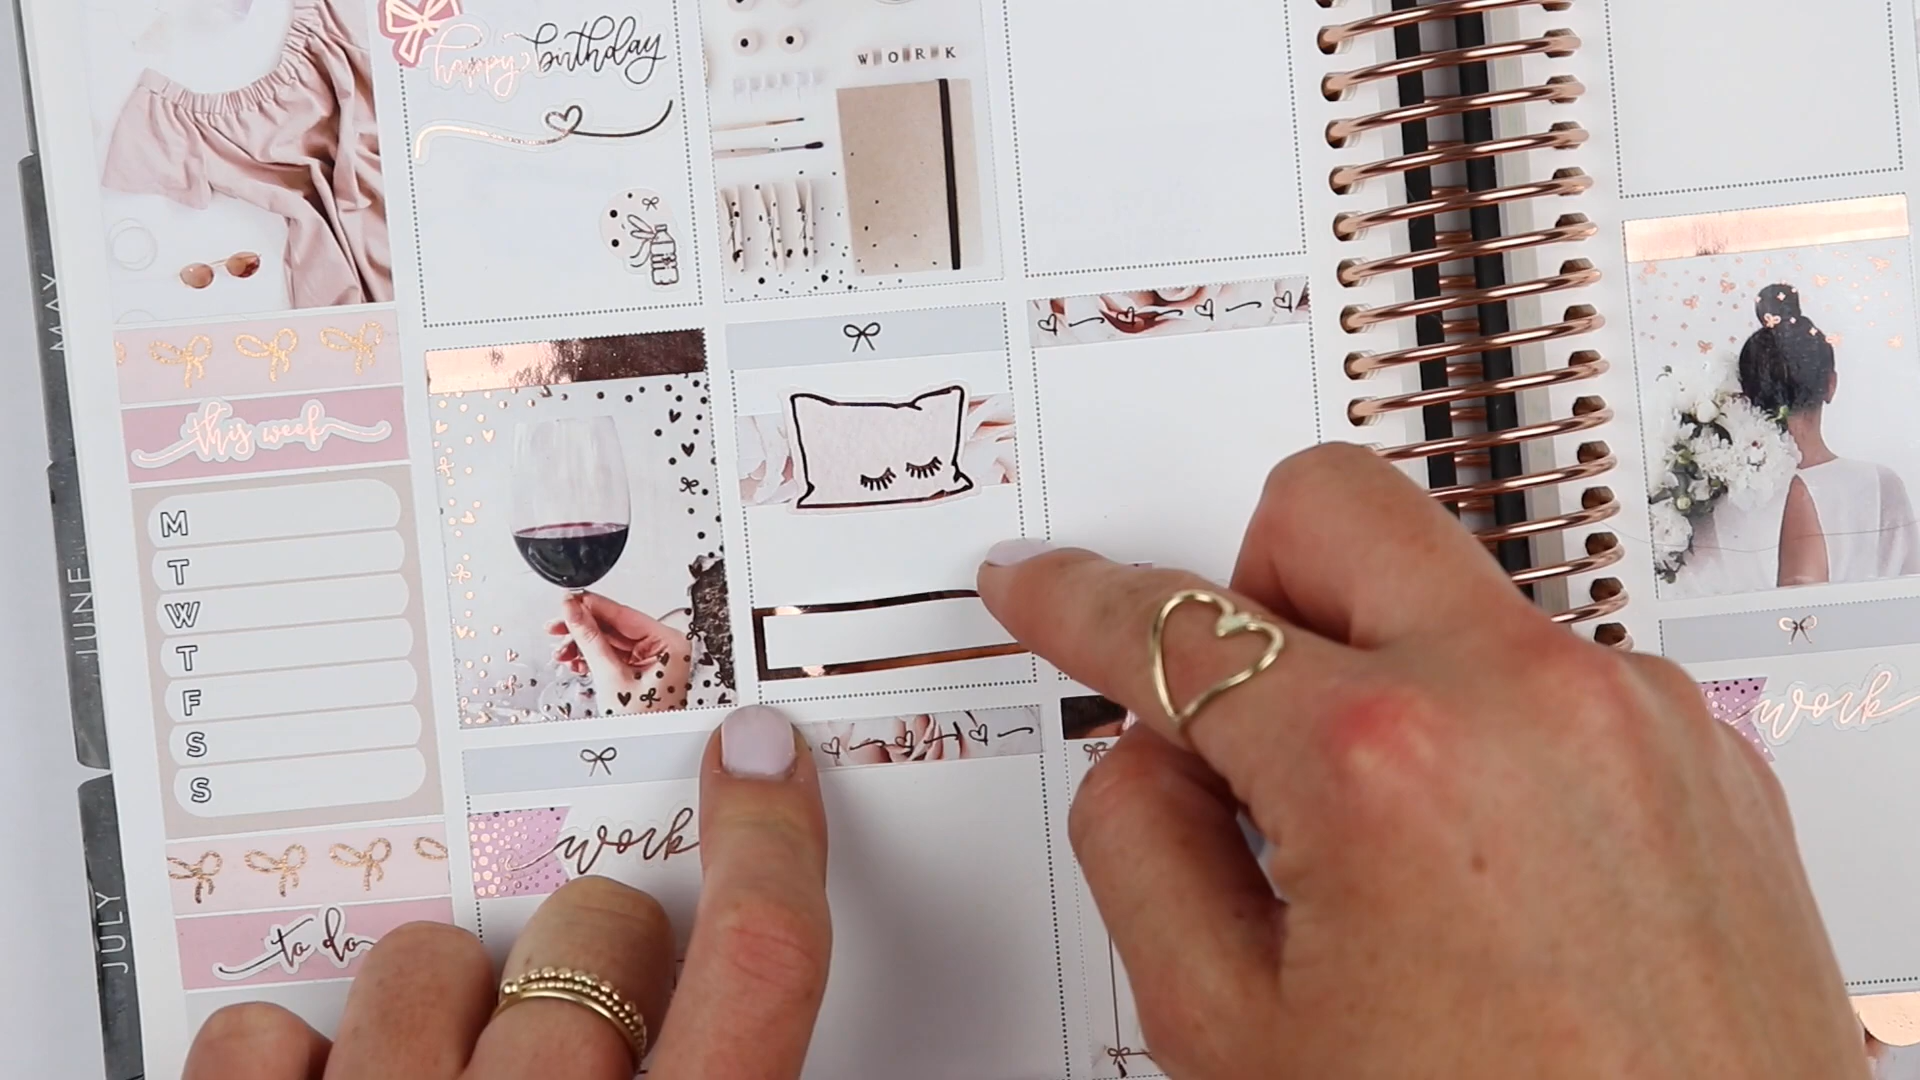 happy birthday
WORK
MAY
this week
M
T
W
T
F
S
S
JUNE
work
work
to do
JULY